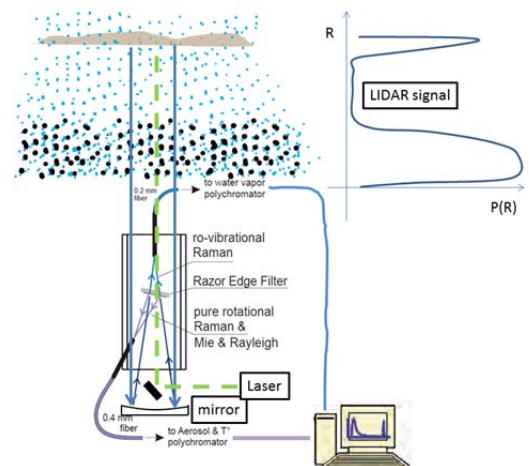 R
LIDAR signal
P(R)
0.2 mm
fiber
to water vapor
polychromator
ro-vibrational
Raman
Razor Edge Filter
pure rotational
Raman &
Mie & Rayleigh
Laser
mirror
0.4 mm
fiber
to Aerosol & T°
polychromator